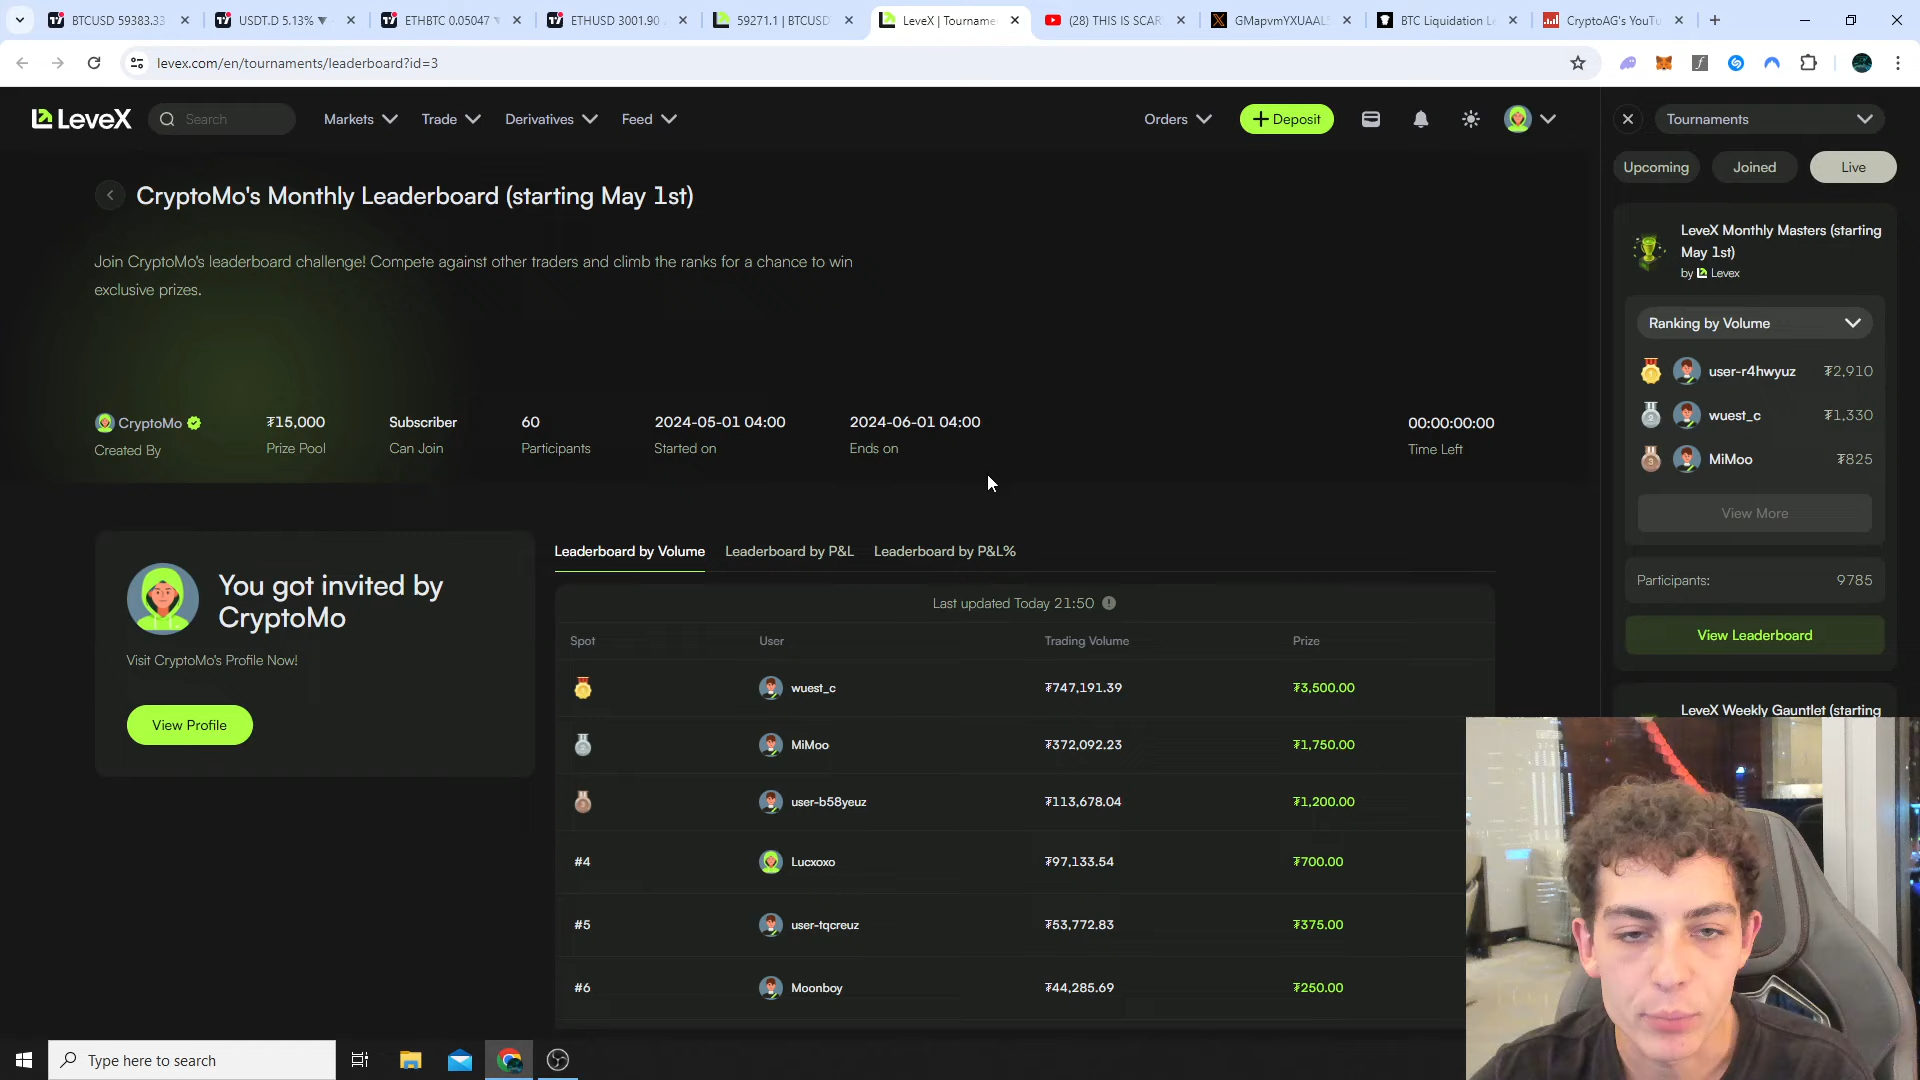 BTCUSD 59383.33
USDT.D 5.13% ▼
ETHBTC 0.05047 ▼
ETHUSD 3001.90
59271.1 | BTCUSD
LeveX | Tournamen
(28) THIS IS SCAR
GMapvmYXUAAL
BTC Liquidation Le
CryptoAG's YouTu
levex.com/en/tournaments/leaderboard?id=3
LeveX
Search
Markets
Trade
Derivatives
Feed
Orders
Deposit
Tournaments
Upcoming
Joined
Live
CryptoMo's Monthly Leaderboard (starting May 1st)
Join CryptoMo's leaderboard challenge! Compete against other traders and climb the ranks for a chance to win
exclusive prizes.
CryptoMo
₮15,000
Subscriber
60
2024-05-01 04:00
2024-06-01 04:00
00:00:00:00
Created By
Prize Pool
Can Join
Participants
Started on
Ends on
Time Left
You got invited by
CryptoMo
Visit CryptoMo's Profile Now!
View Profile
Leaderboard by Volume
Leaderboard by P&L
Leaderboard by P&L%
Last updated Today 21:50
Spot
User
Trading Volume
Prize
wuest_c
₮747,191.39
₮3,500.00
MiMoo
₮372,092.23
₮1,750.00
user-b58yeuz
₮113,678.04
₮1,200.00
#4
Lucxoxo
₮97,133.54
₮700.00
#5
user-tqcreuz
₮53,772.83
₮375.00
#6
Moonboy
₮44,285.69
₮250.00
LeveX Monthly Masters (starting
May 1st)
by Levex
Ranking by Volume
user-r4hwyuz
₮2,910
wuest_c
₮1,330
MiMoo
₮825
View More
Participants:
9785
View Leaderboard
LeveX Weekly Gauntlet (starting
Type here to search